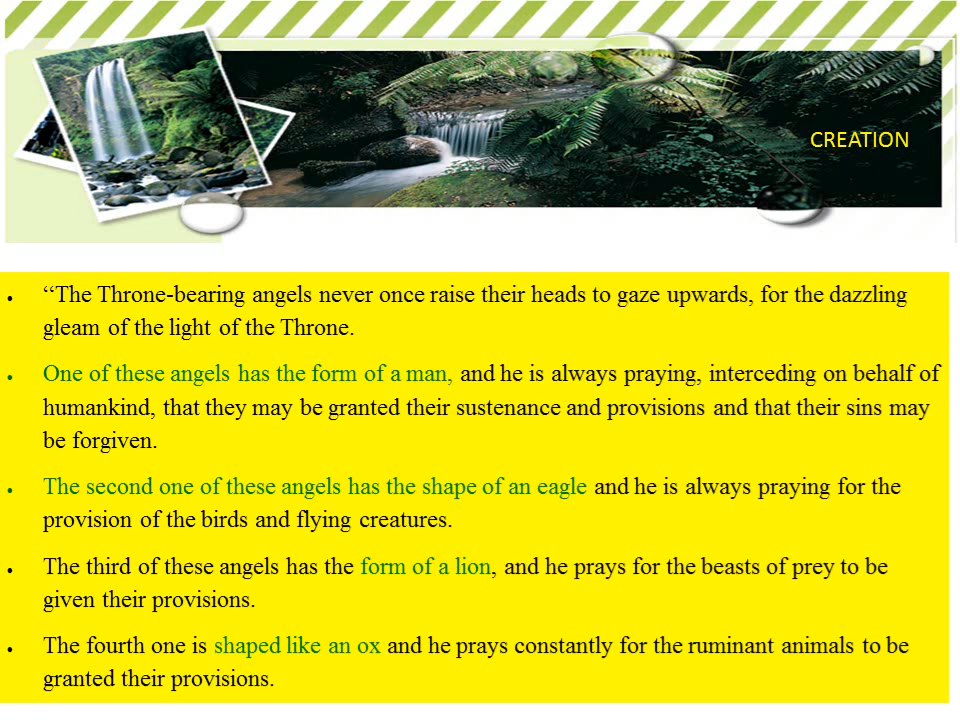 CREATION
• “The Throne-bearing angels never once raise their heads to gaze upwards, for the dazzling
gleam of the light of the Throne.
• One of these angels has the form of a man, and he is always praying, interceding on behalf of
humankind, that they may be granted their sustenance and provisions and that their sins may
be forgiven.
• The second one of these angels has the shape of an eagle and he is always praying for the
provision of the birds and flying creatures.
• The third of these angels has the form of a lion, and he prays for the beasts of prey to be
given their provisions.
• The fourth one is shaped like an ox and he prays constantly for the ruminant animals to be
granted their provisions.